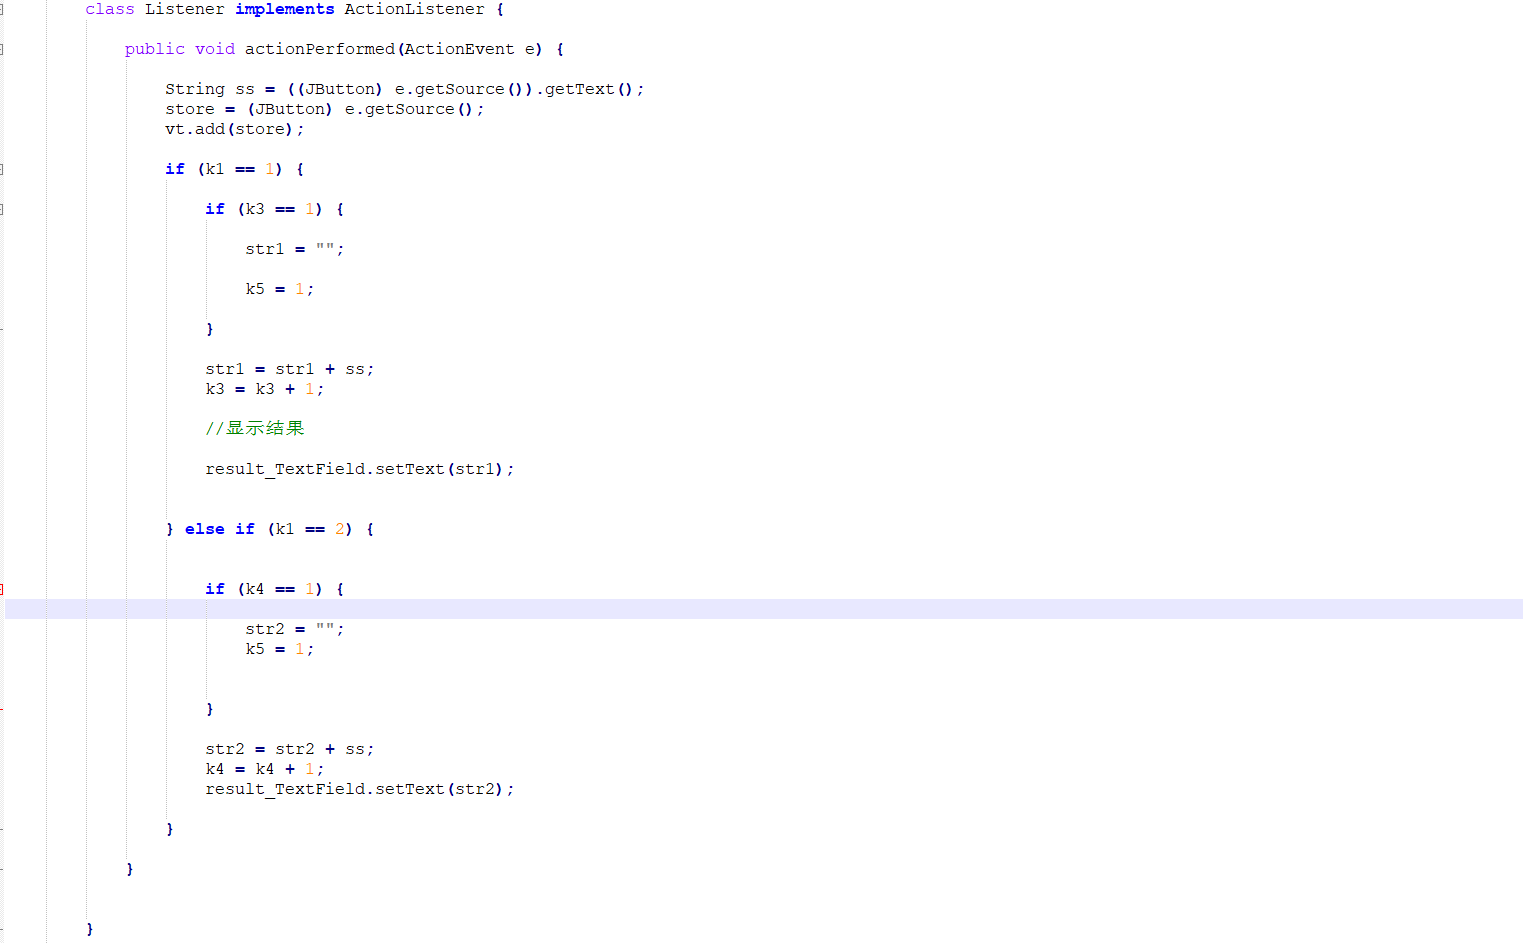 class Listener implements ActionListener {
public void actionPerformed(ActionEvent e) {
String ss = ((JButton) e.getSource()).getText();
store = (JButton) e.getSource();
vt.add(store);
if (k1 == 1) {
if (k3 == 1) {
str1 = "";
k5 = 1;
}
str1 = str1 + ss;
k3 = k3 + 1;
//显示结果
result_TextField.setText(str1);
} else if (k1 == 2) {
if (k4 == 1) {
str2 = "";
k5 = 1;
}
str2 = str2 + ss;
k4 = k4 + 1;
result_TextField.setText(str2);
}
}
}